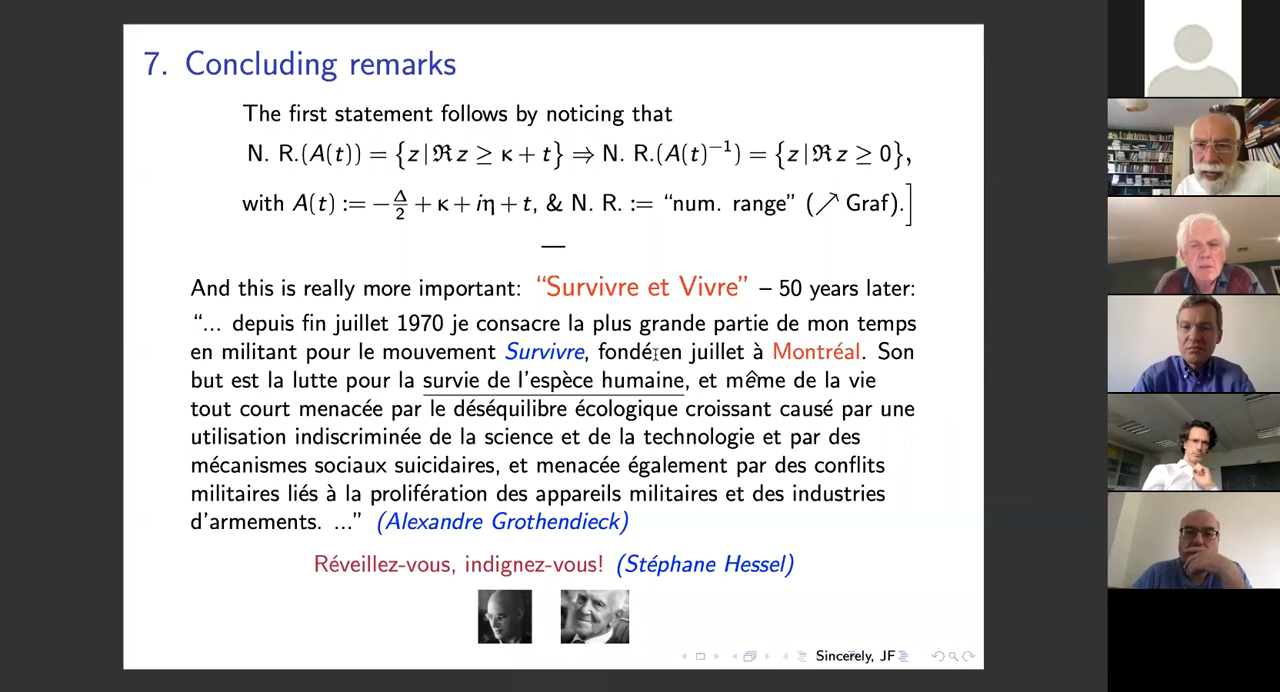 7. Concluding remarks
The first statement follows by noticing that
N. R.(A(t)) = {z|ℜz ≥ κ + t} ⇒ N. R.(A(t)⁻¹) = {z|ℜz ≥ 0},
with A(t) := −Δ/2 + κ + iη + t, & N. R. := “num. range” (↗ Graf).]
—
And this is really more important: “Survivre et Vivre” – 50 years later:
“... depuis fin juillet 1970 je consacre la plus grande partie de mon temps
en militant pour le mouvement Survivre, fondé en juillet à Montréal. Son
but est la lutte pour la survie de l’espèce humaine, et même de la vie
tout court menacée par le déséquilibre écologique croissant causé par une
utilisation indiscriminée de la science et de la technologie et par des
mécanismes sociaux suicidaires, et menacée également par des conflits
militaires liés à la prolifération des appareils militaires et des industries
d’armements. ...” (Alexandre Grothendieck)
Réveillez-vous, indignez-vous! (Stéphane Hessel)
Sincerely, JF